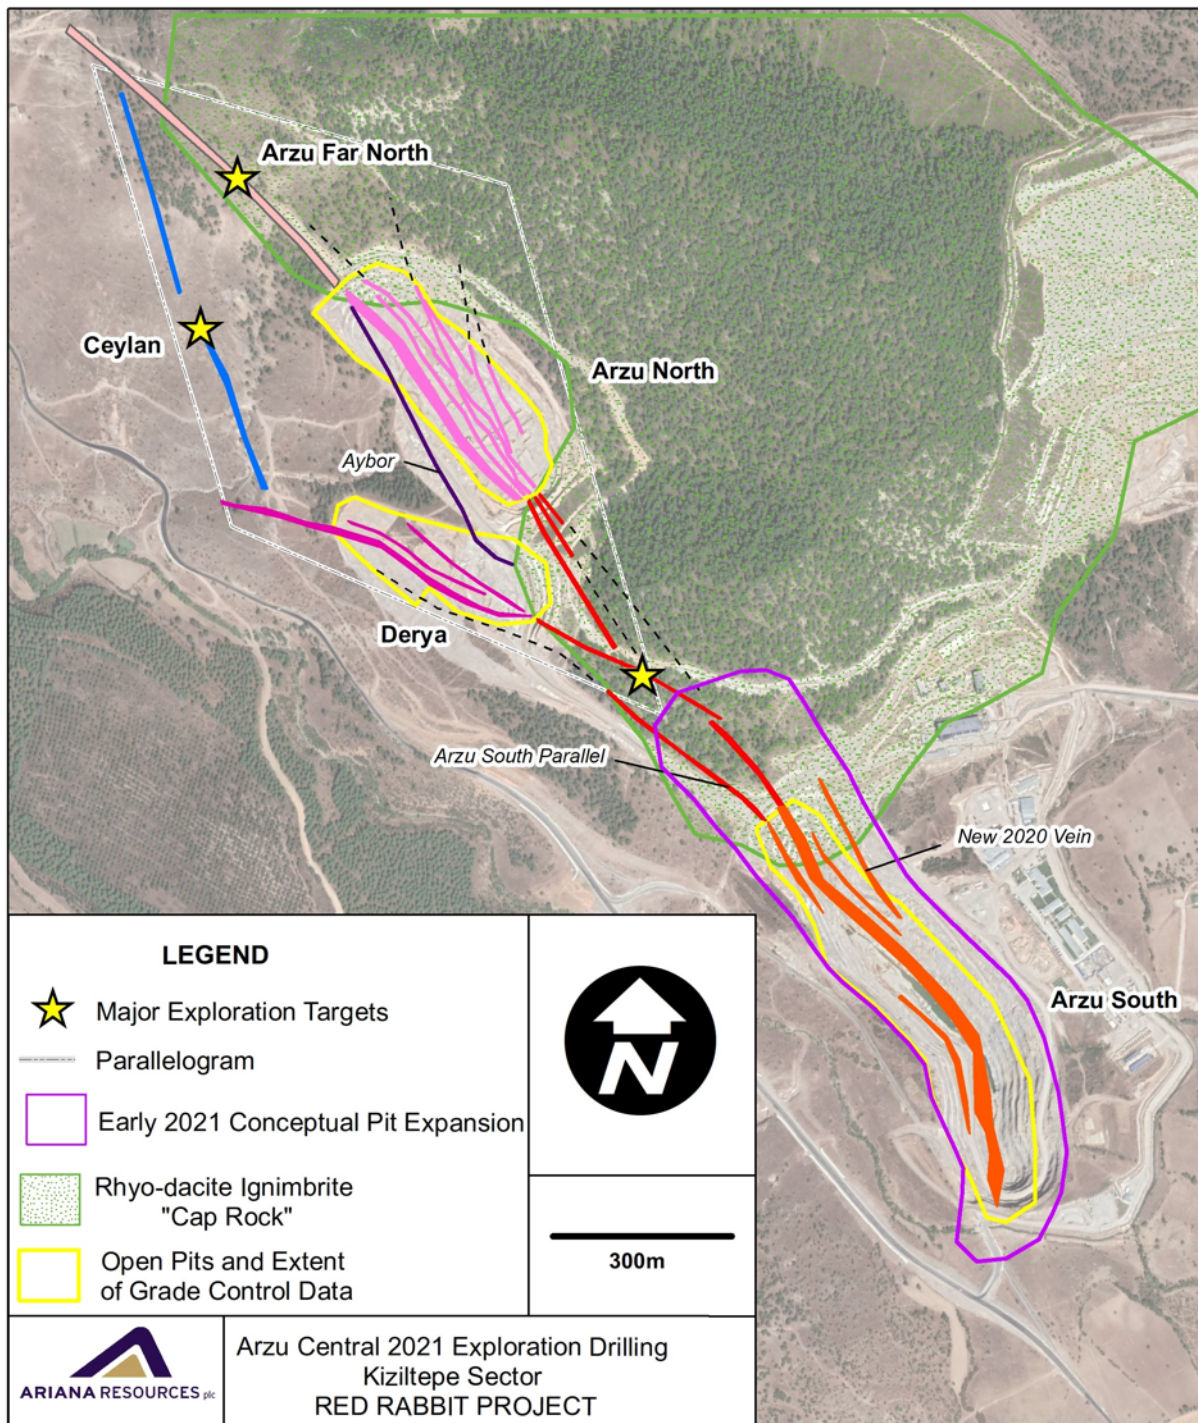 Arzu Far North
Ceylan
Arzu North
Aybor
Derya
Arzu South Parallel
New 2020 Vein
Arzu South
LEGEND
Major Exploration Targets
Parallelogram
Early 2021 Conceptual Pit Expansion
Rhyo-dacite Ignimbrite
"Cap Rock"
Open Pits and Extent
of Grade Control Data
N
300m
ARIANA RESOURCES plc
Arzu Central 2021 Exploration Drilling
Kiziltepe Sector
RED RABBIT PROJECT